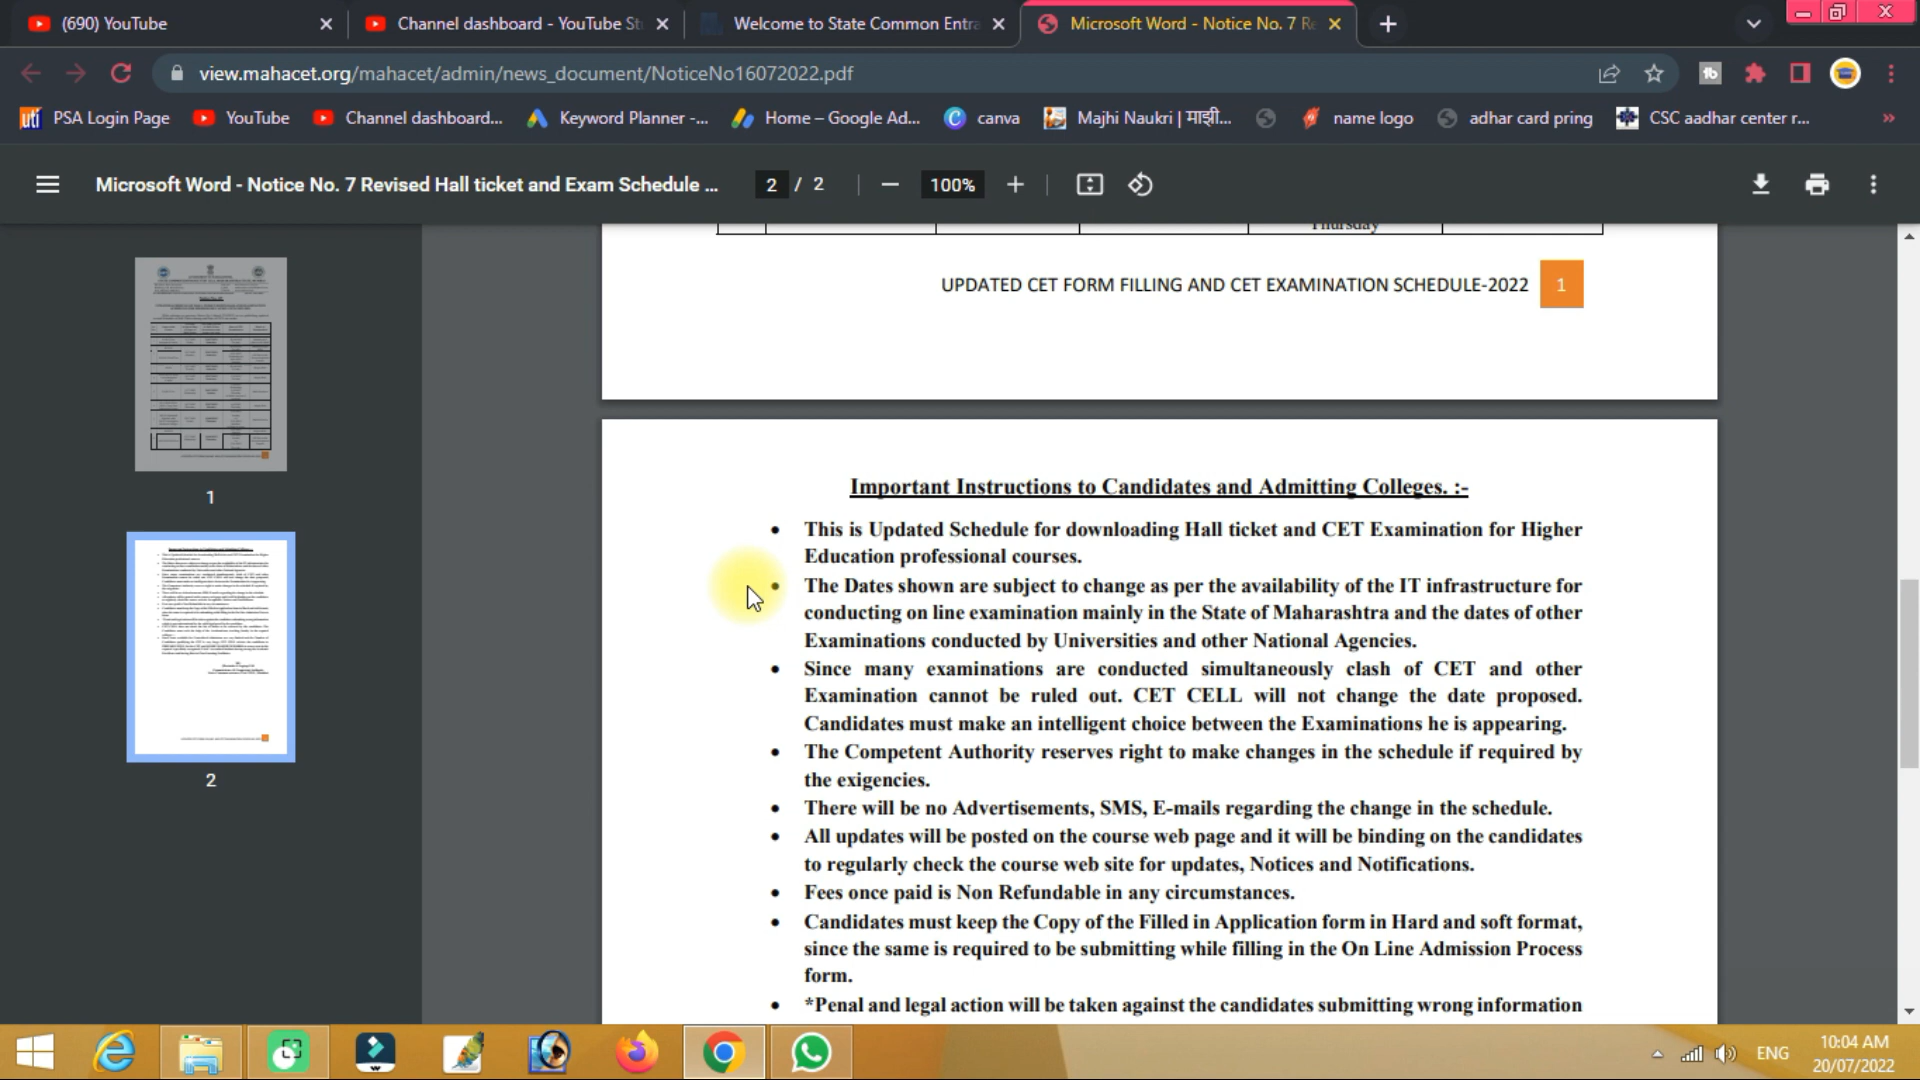 (690) YouTube
Channel dashboard - YouTube St
Welcome to State Common Entra
Microsoft Word - Notice No. 7 R
view.mahacet.org/mahacet/admin/news_document/NoticeNo16072022.pdf
uti PSA Login Page
YouTube
Channel dashboard...
Keyword Planner -...
Home – Google Ad...
canva
Majhi Naukri | माझी...
name logo
adhar card pring
CSC aadhar center r...
»
Microsoft Word - Notice No. 7 Revised Hall ticket and Exam Schedule ...
2 / 2
100%
Thursday
UPDATED CET FORM FILLING AND CET EXAMINATION SCHEDULE-2022 1
1
2
Important Instructions to Candidates and Admitting Colleges. :-
• This is Updated Schedule for downloading Hall ticket and CET Examination for Higher
Education professional courses.
• The Dates shown are subject to change as per the availability of the IT infrastructure for
conducting on line examination mainly in the State of Maharashtra and the dates of other
Examinations conducted by Universities and other National Agencies.
• Since many examinations are conducted simultaneously clash of CET and other
Examination cannot be ruled out. CET CELL will not change the date proposed.
Candidates must make an intelligent choice between the Examinations he is appearing.
• The Competent Authority reserves right to make changes in the schedule if required by
the exigencies.
• There will be no Advertisements, SMS, E-mails regarding the change in the schedule.
• All updates will be posted on the course web page and it will be binding on the candidates
to regularly check the course web site for updates, Notices and Notifications.
• Fees once paid is Non Refundable in any circumstances.
• Candidates must keep the Copy of the Filled in Application form in Hard and soft format,
since the same is required to be submitting while filling in the On Line Admission Process
form.
• *Penal and legal action will be taken against the candidates submitting wrong information
ENG
10:04 AM
20/07/2022